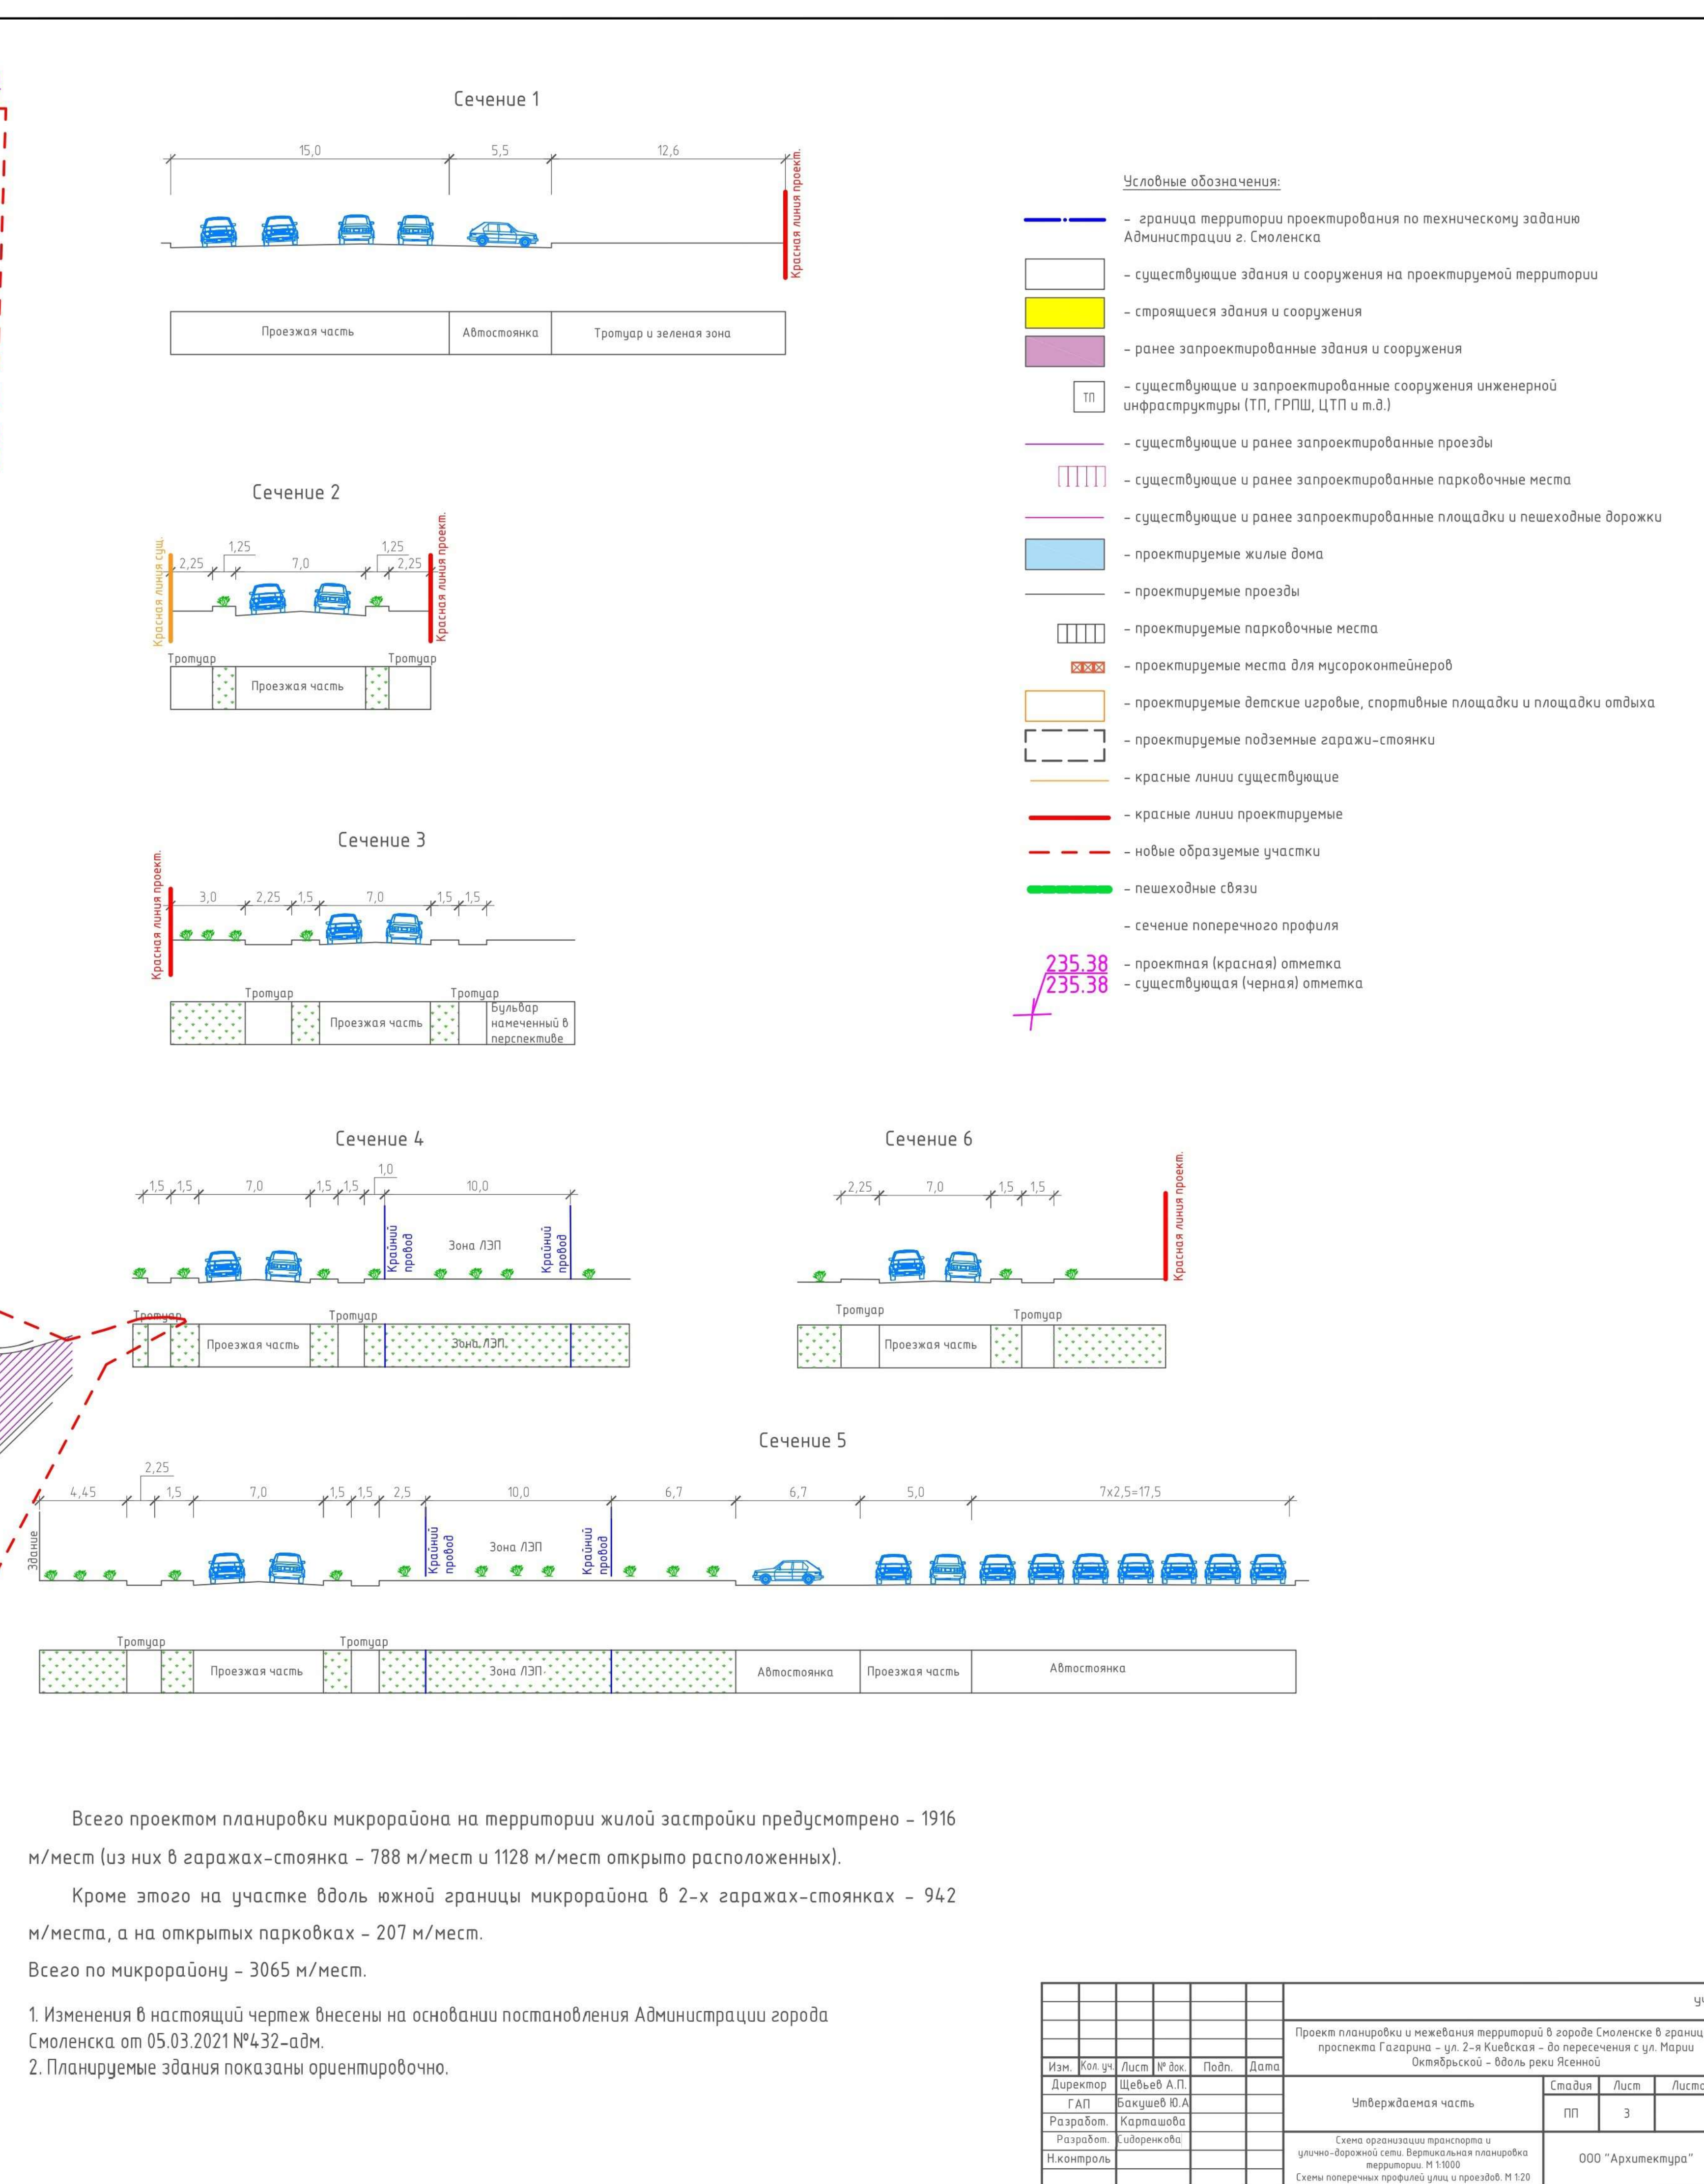 Сечение 1
15,0 5,5 12,6
Красная линия проект.
Проезжая часть Автостоянка Тротуар и зеленая зона
Сечение 2
Красная линия сущ.
2,25 1,25 7,0 1,25 2,25
Красная линия проект.
Тротуар Тротуар
Проезжая часть
Сечение 3
Красная линия проект.
3,0 2,25 1,5 7,0 1,5 1,5
Тротуар Тротуар
Проезжая часть
Бульвар
намеченный в
перспективе
Сечение 4
1,5 1,5 7,0 1,5 1,5 1,0 10,0
Крайний
провод
Зона ЛЭП
Крайний
провод
Тротуар Тротуар
Проезжая часть Зона ЛЭП
Сечение 6
2,25 7,0 1,5 1,5
Красная линия проект.
Тротуар Тротуар
Проезжая часть
Сечение 5
4,45 2,25 1,5 7,0 1,5 1,5 2,5 10,0 6,7 6,7 5,0 7х2,5=17,5
Здание
Крайний
провод
Зона ЛЭП
Крайний
провод
Тротуар Тротуар
Проезжая часть Зона ЛЭП Автостоянка Проезжая часть Автостоянка
Условные обозначения:
- граница территории проектирования по техническому заданию
Администрации г. Смоленска
- существующие здания и сооружения на проектируемой территории
- строящиеся здания и сооружения
- ранее запроектированные здания и сооружения
ТП - существующие и запроектированные сооружения инженерной
инфраструктуры (ТП, ГРПШ, ЦТП и т.д.)
- существующие и ранее запроектированные проезды
- существующие и ранее запроектированные парковочные места
- существующие и ранее запроектированные площадки и пешеходные дорожки
- проектируемые жилые дома
- проектируемые проезды
- проектируемые парковочные места
- проектируемые места для мусороконтейнеров
- проектируемые детские игровые, спортивные площадки и площадки отдыха
- проектируемые подземные гаражи-стоянки
- красные линии существующие
- красные линии проектируемые
- новые образуемые участки
- пешеходные связи
- сечение поперечного профиля
235.38 - проектная (красная) отметка
235.38 - существующая (черная) отметка
Всего проектом планировки микрорайона на территории жилой застройки предусмотрено - 1916
м/мест (из них в гаражах-стоянка - 788 м/мест и 1128 м/мест открыто расположенных).
Кроме этого на участке вдоль южной границы микрорайона в 2-х гаражах-стоянках - 942
м/места, а на открытых парковках - 207 м/мест.
Всего по микрорайону - 3065 м/мест.
1. Изменения в настоящий чертеж внесены на основании постановления Администрации города
Смоленска от 05.03.2021 №432-адм.
2. Планируемые здания показаны ориентировочно.
Проект планировки и межевания территорий в городе Смоленске в границ
проспекта Гагарина - ул. 2-я Киевская - до пересечения с ул. Марии
Октябрьской - вдоль реки Ясенной
Изм. Кол. уч. Лист № док. Подп. Дата
Директор Щевьев А.П.
ГАП Бакушев Ю.А
Разработ. Карташова
Разработ. Сидоренкова
Н.контроль
Утверждаемая часть
Стадия Лист Листо
ПП 3
Схема организации транспорта и
улично-дорожной сети. Вертикальная планировка
территории. М 1:1000
Схемы поперечных профилей улиц и проездов. М 1:20
ООО "Архитектура"